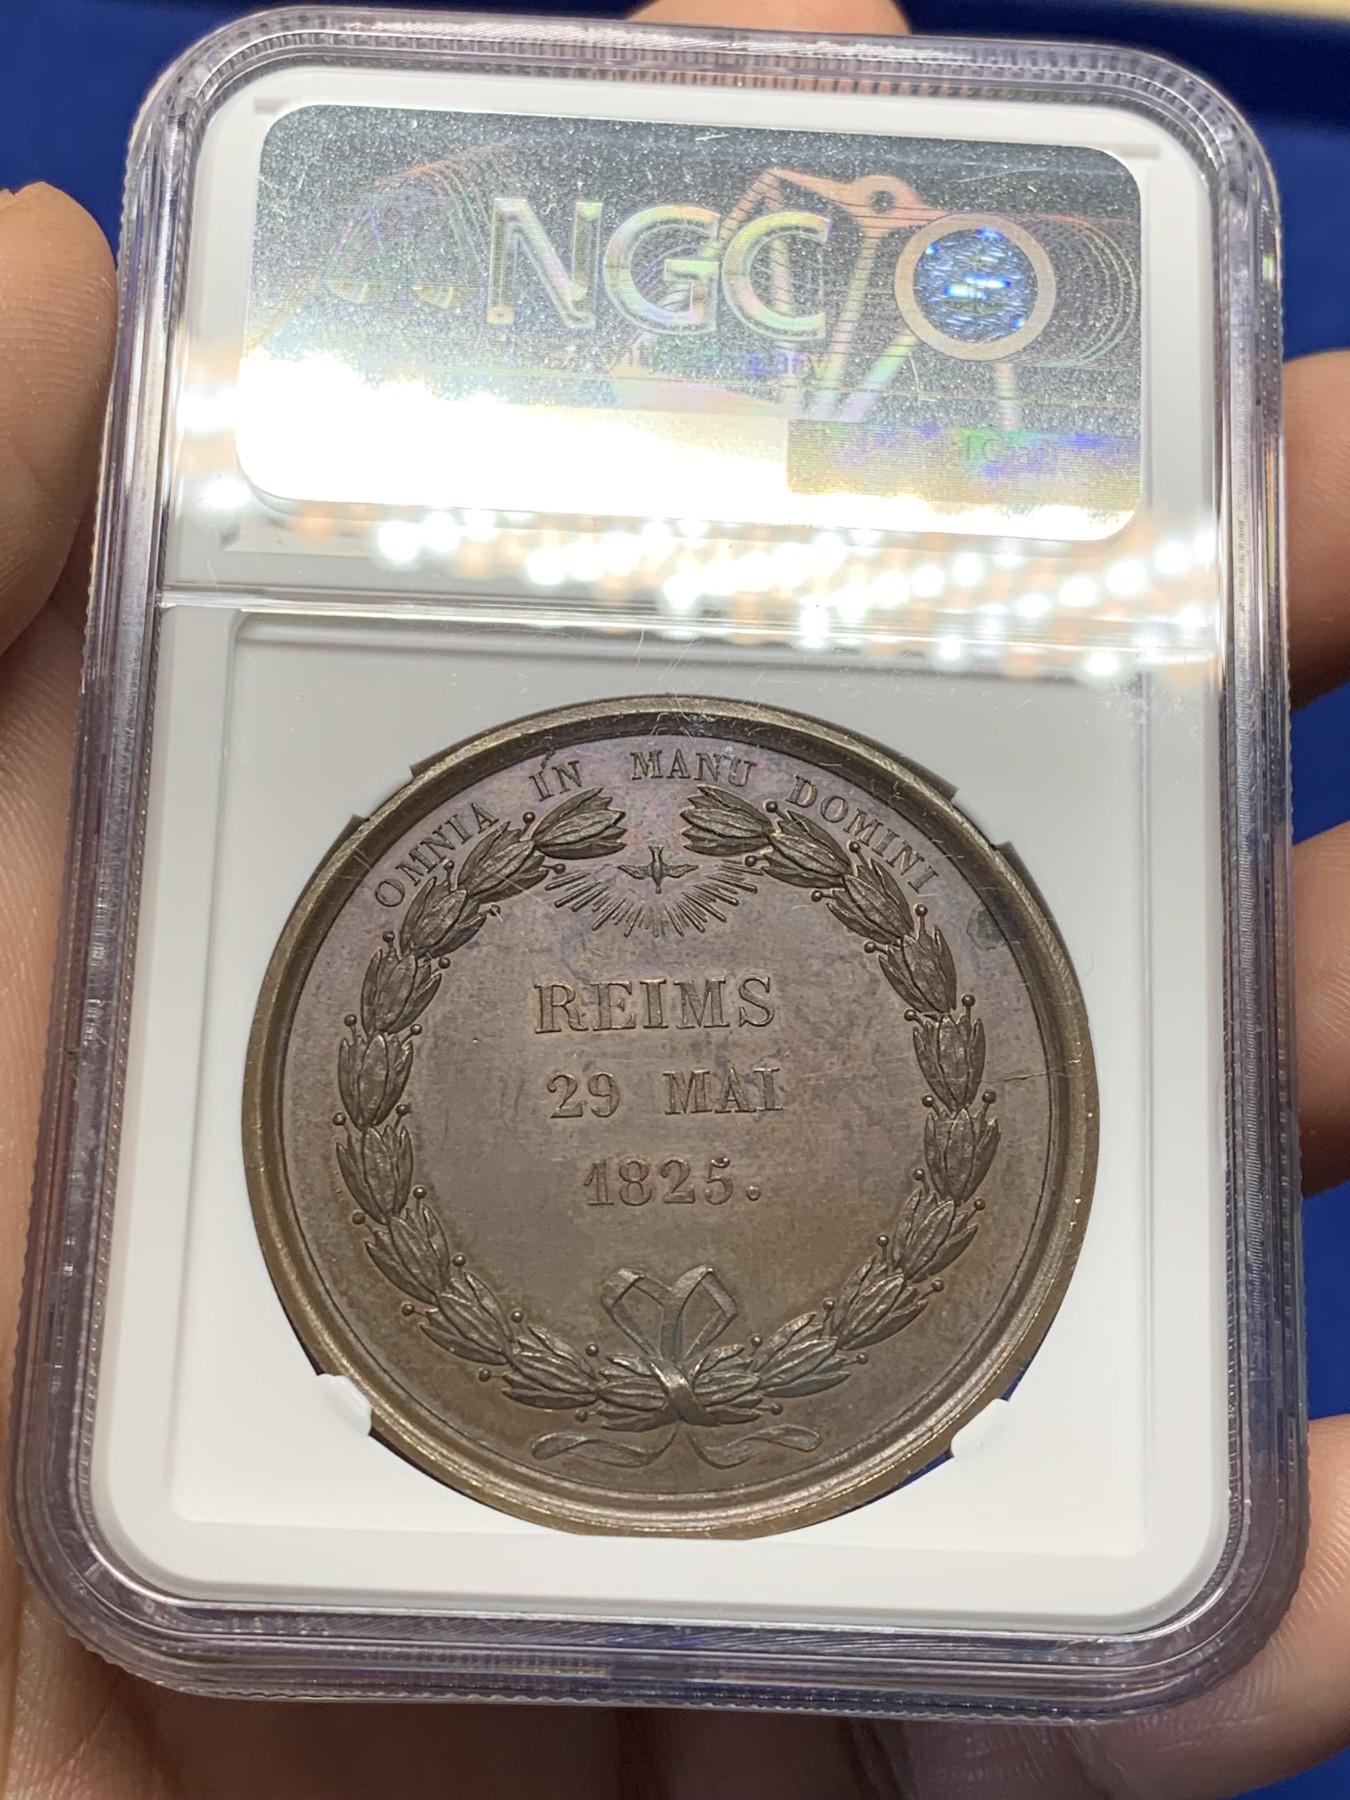 NGC
OMNIA IN MANU DOMINI
REIMS
29 MAI
1825.